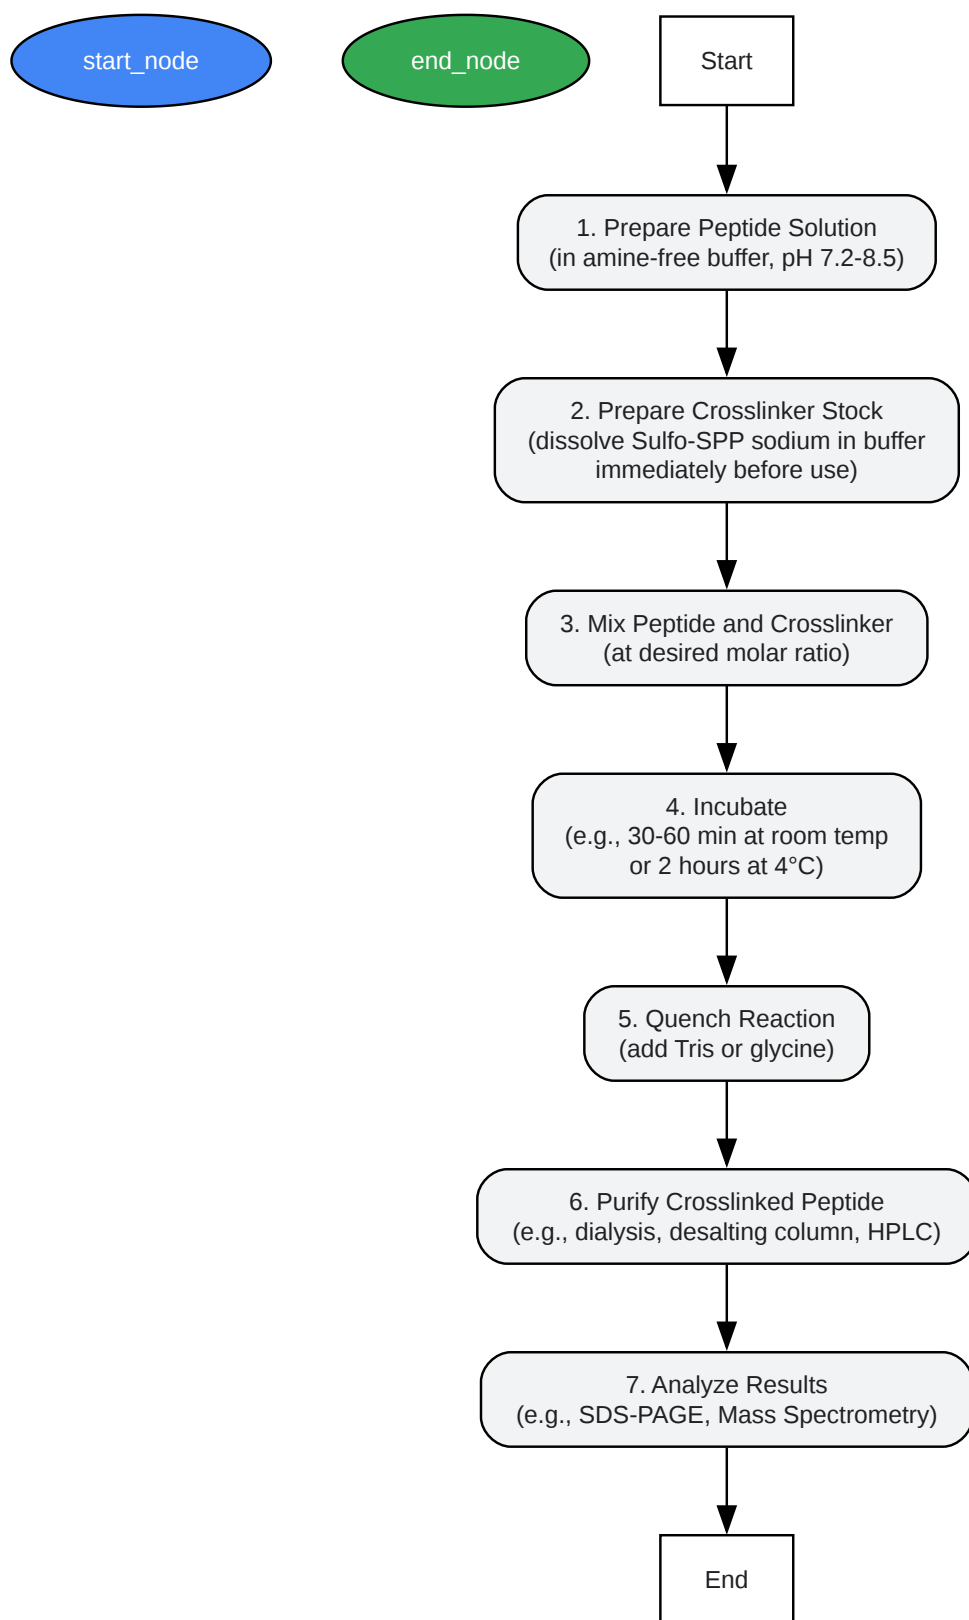 start_node
end_node
Start
1. Prepare Peptide Solution
(in amine-free buffer, pH 7.2-8.5)
2. Prepare Crosslinker Stock
(dissolve Sulfo-SPP sodium in buffer
immediately before use)
3. Mix Peptide and Crosslinker
(at desired molar ratio)
4. Incubate
(e.g., 30-60 min at room temp
or 2 hours at 4°C)
5. Quench Reaction
(add Tris or glycine)
6. Purify Crosslinked Peptide
(e.g., dialysis, desalting column, HPLC)
7. Analyze Results
(e.g., SDS-PAGE, Mass Spectrometry)
End